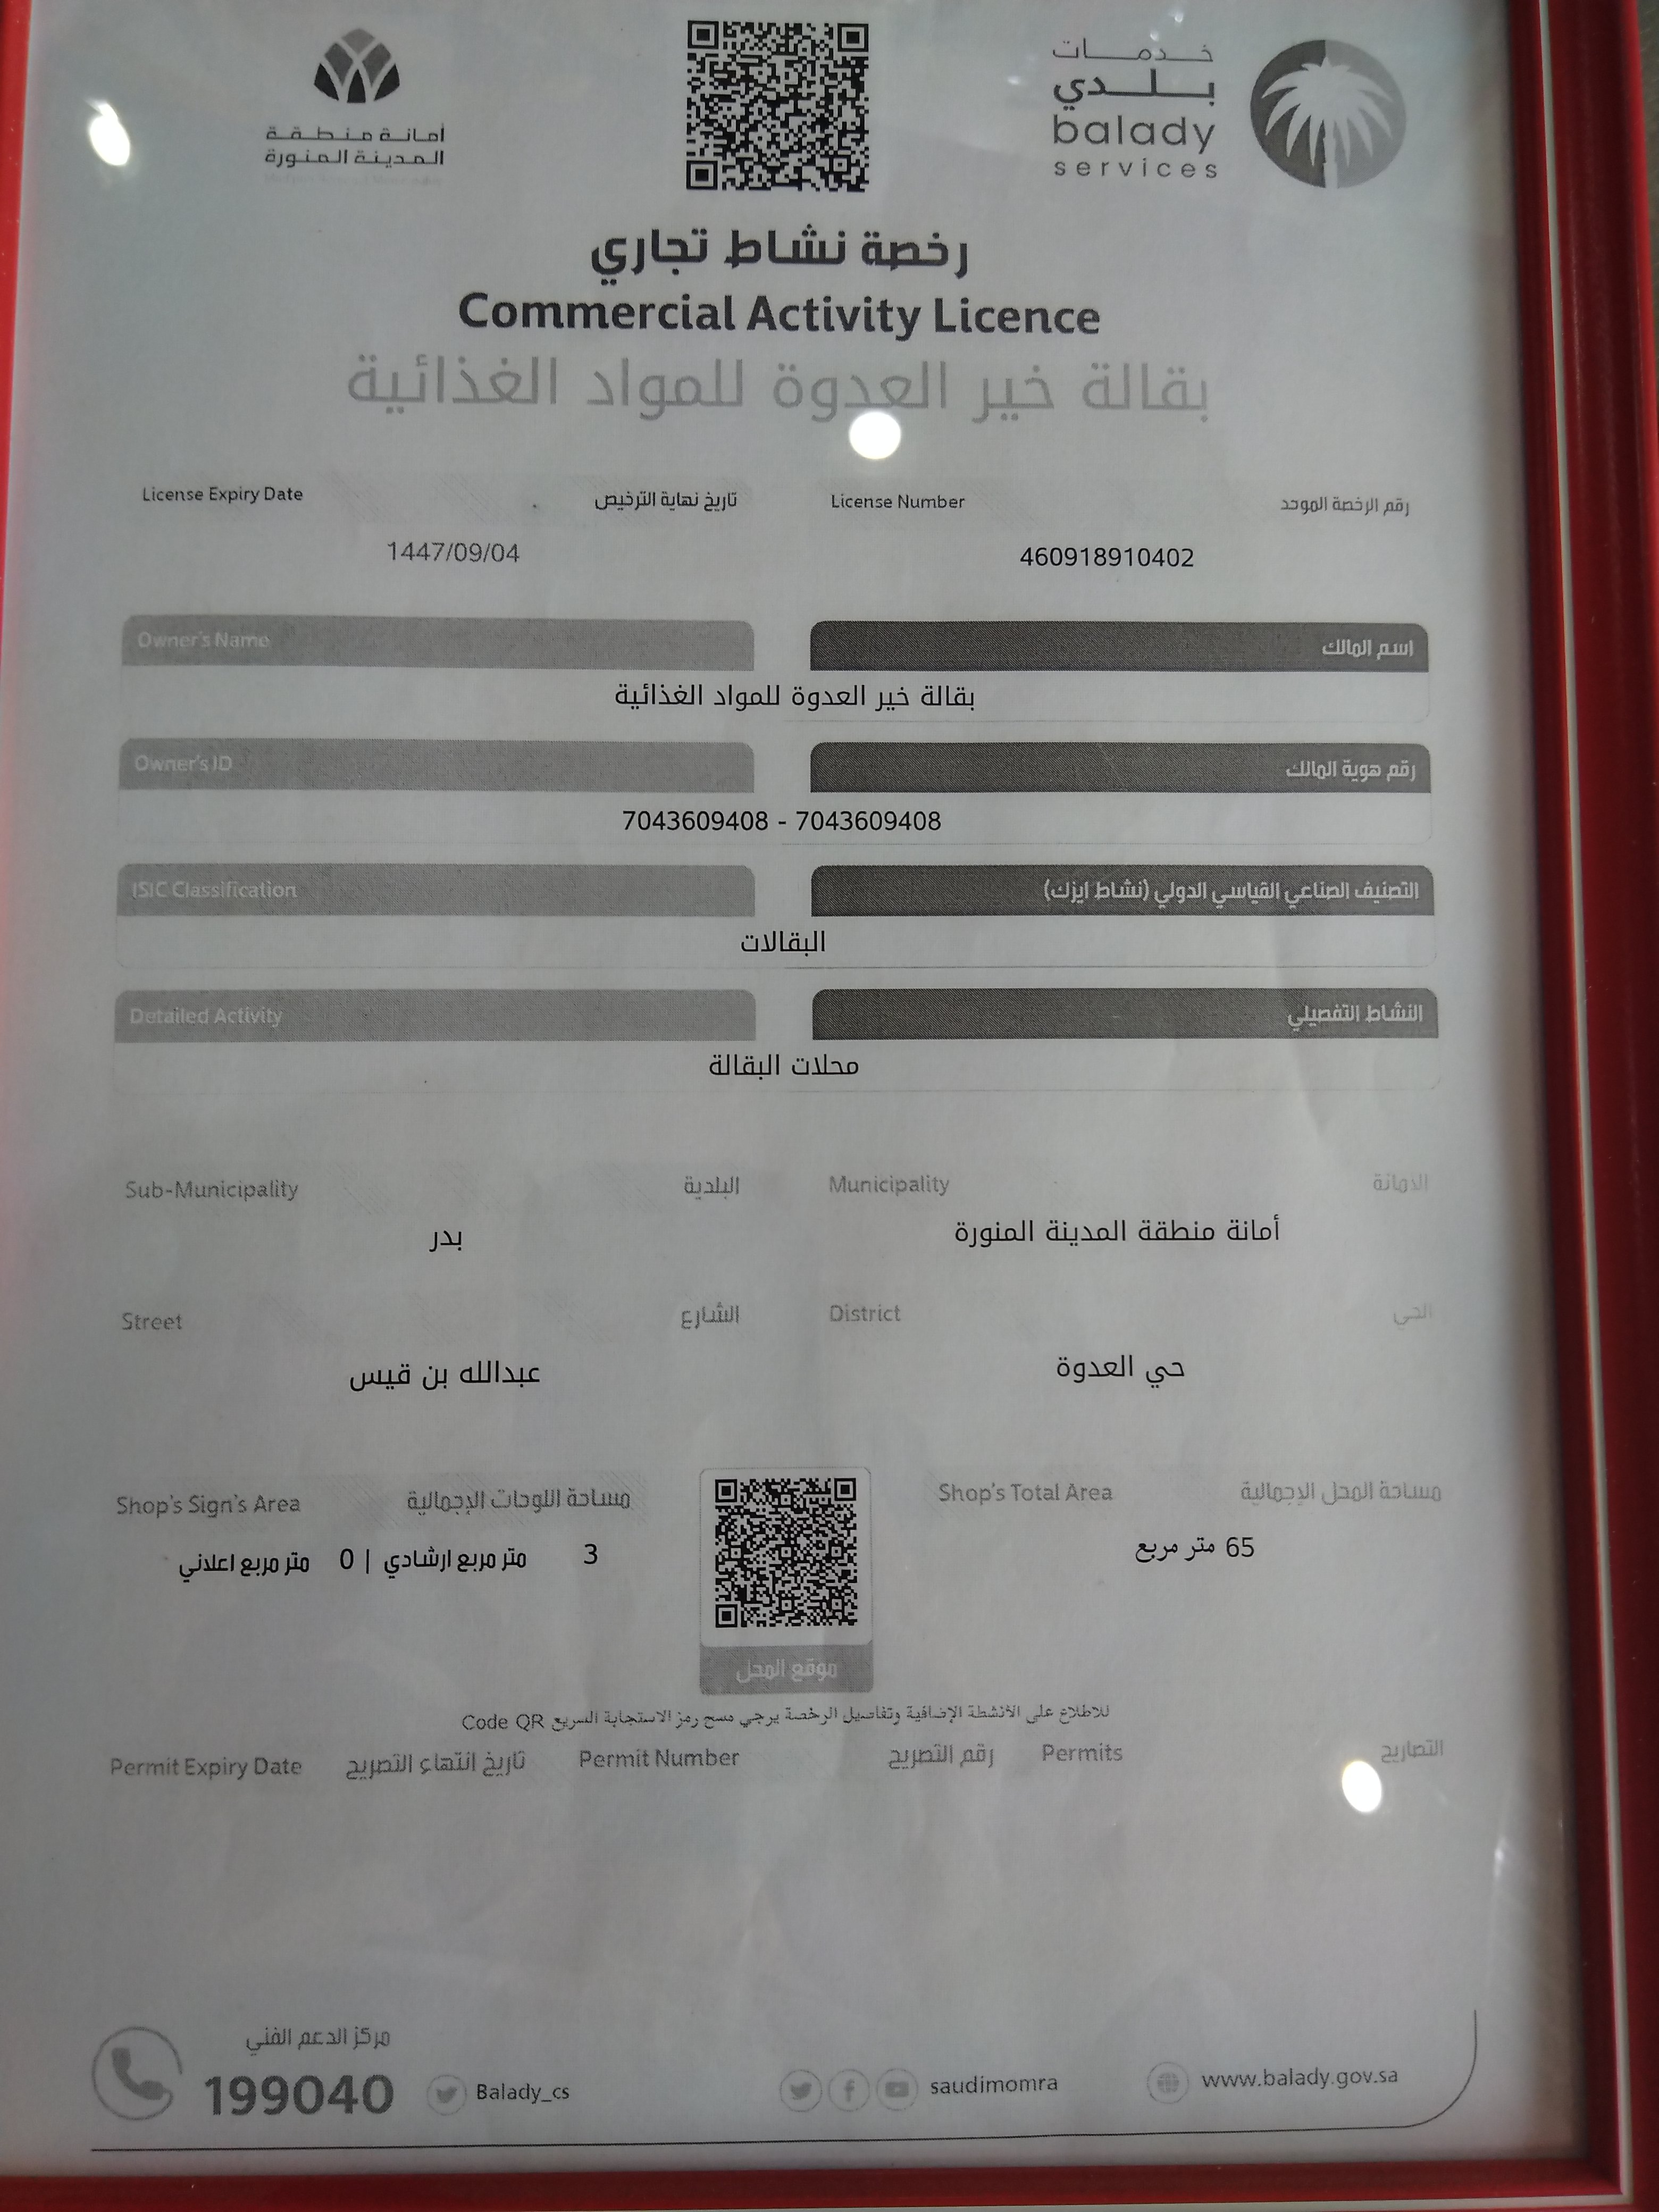 أمانة منطقة
المدينة المنورة
خدمات
بلدي
balady
services
رخصة نشاط تجاري
Commercial Activity Licence
بقالة خير العدوة للمواد الغذائية
License Expiry Date تاريخ نهاية الترخيص License Number رقم الرخصة الموحد
1447/09/04 460918910402
Owner's Name اسم المالك
بقالة خير العدوة للمواد الغذائية
Owner's ID رقم هوية المالك
7043609408 - 7043609408
ISIC Classification التصنيف الصناعي القياسي الدولي (نشاط ايزك)
البقالات
Detailed Activity النشاط التفصيلي
محلات البقالة
Sub-Municipality البلدية Municipality الأمانة
بدر أمانة منطقة المدينة المنورة
Street الشارع District الحي
عبدالله بن قيس حي العدوة
Shop's Sign's Area مساحة اللوحات الإجمالية Shop's Total Area مساحة المحل الإجمالية
3 متر مربع ارشادي | 0 متر مربع اعلاني 65 متر مربع
موقع المحل
للاطلاع على الأنشطة الإضافية وتفاصيل الرخصة يرجي مسح رمز الاستجابة السريع Code QR
Permit Expiry Date تاريخ انتهاء التصريح Permit Number رقم التصريح Permits التصاريح
مركز الدعم الفني
199040 Balady_cs saudimomra www.balady.gov.sa